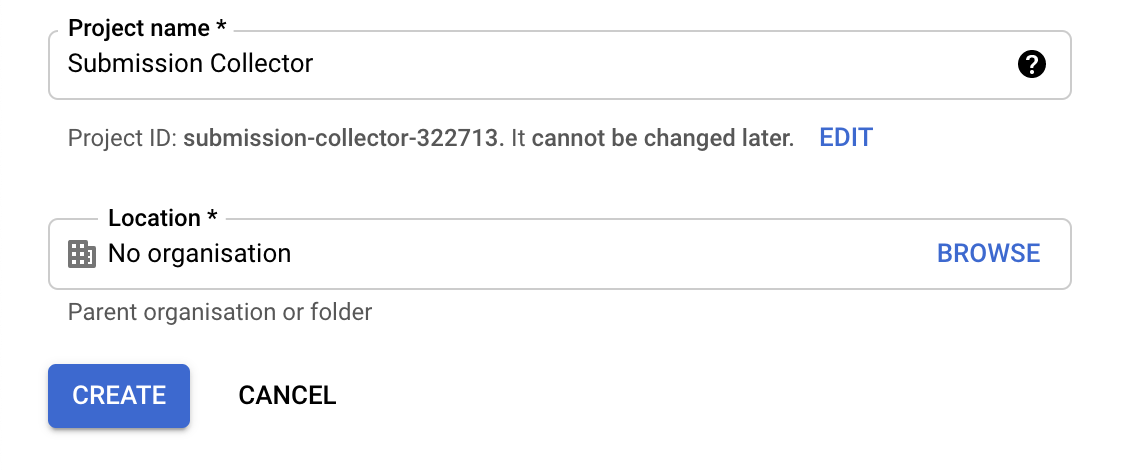 Project name *
Submission Collector
Project ID: submission-collector-322713. It cannot be changed later. EDIT
Location *
No organisation BROWSE
Parent organisation or folder
CREATE CANCEL